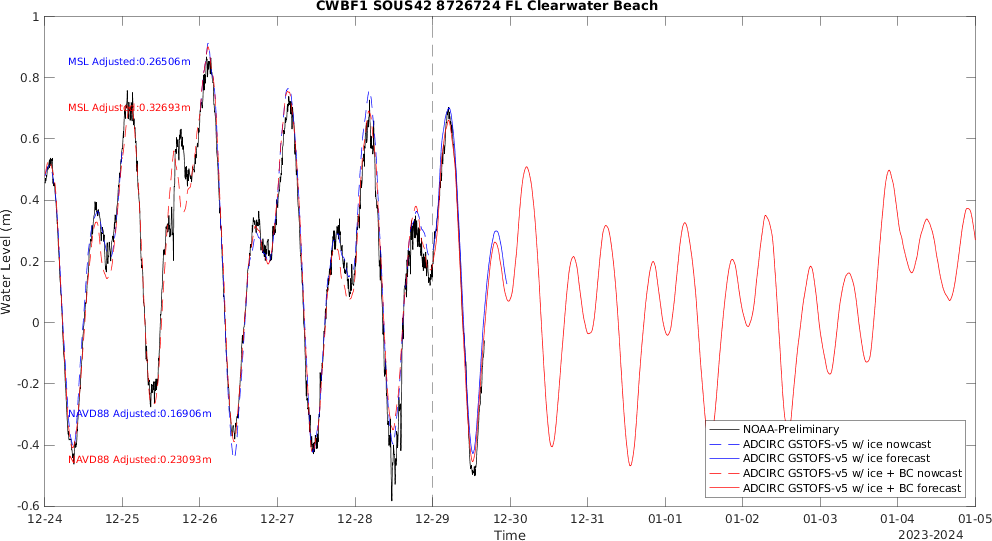 CWBF1 SOUS42 8726724 FL Clearwater Beach
Water Level (m)
1
0.8
0.6
0.4
0.2
0
-0.2
-0.4
-0.6
MSL Adjusted:0.26506m
MSL Adjusted:0.32693m
NAVD88 Adjusted:0.16906m
NAVD88 Adjusted:0.23093m
NOAA-Preliminary
ADCIRC GSTOFS-v5 w/ ice nowcast
ADCIRC GSTOFS-v5 w/ ice forecast
ADCIRC GSTOFS-v5 w/ ice + BC nowcast
ADCIRC GSTOFS-v5 w/ ice + BC forecast
12-24 12-25 12-26 12-27 12-28 12-29 12-30 01-01 01-02 01-03 01-04 01-05
Time
2023-2024